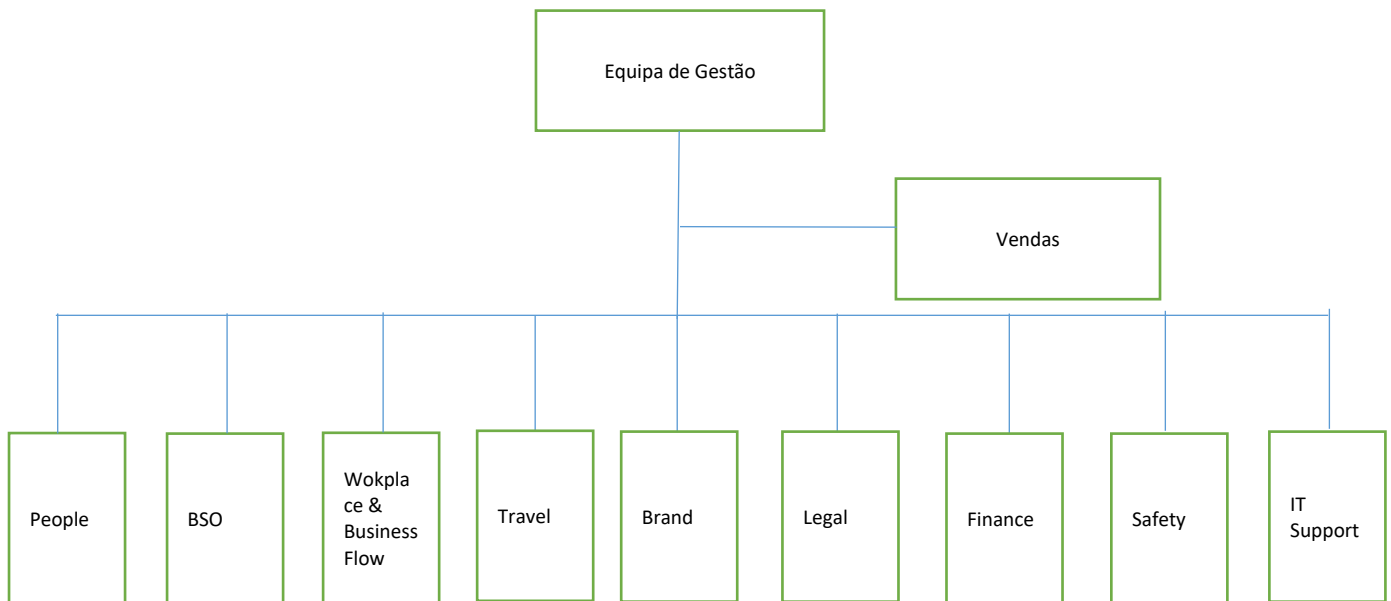 Equipa de Gestão
Vendas
People
BSO
Wokpla
ce &
Business
Flow
Travel
Brand
Legal
Finance
Safety
IT
Support